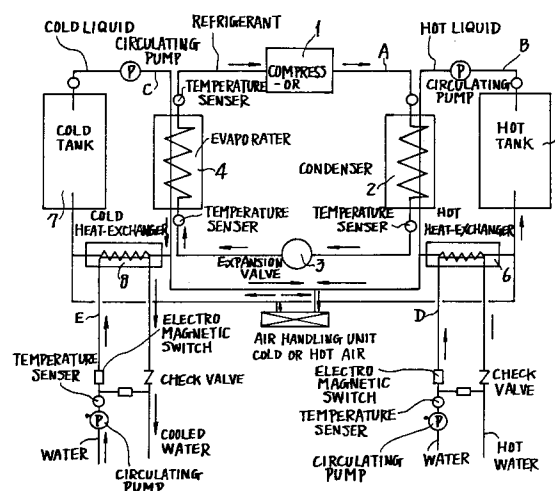 COLD LIQUID
CIRCULATING
PUMP
P
C
REFRIGERANT
1
COMPRESS
-OR
A
HOT LIQUID
B
P
CIRCULATING
PUMP
TEMPERATURE
SENSER
COLD
TANK
7
EVAPORATER
4
CONDENSER
2
HOT
TANK
COLD
HEAT-EXCHANGER
8
TEMPERATURE
SENSER
EXPANSION
VALVE
3
TEMPERATURE
SENSER
HOT
HEAT-EXCHANGER
6
E
ELECTRO
MAGNETIC
SWITCH
TEMPERATURE
SENSER
CHECK VALVE
P
WATER
COOLED
WATER
CIRCULATING
PUMP
AIR HANDLING UNIT
COLD OR HOT AIR
D
ELECTRO
MAGNETIC
SWITCH
TEMPERATURE
SENSER
CHECK
VALVE
P
CIRCULATING
PUMP
WATER
HOT
WATER